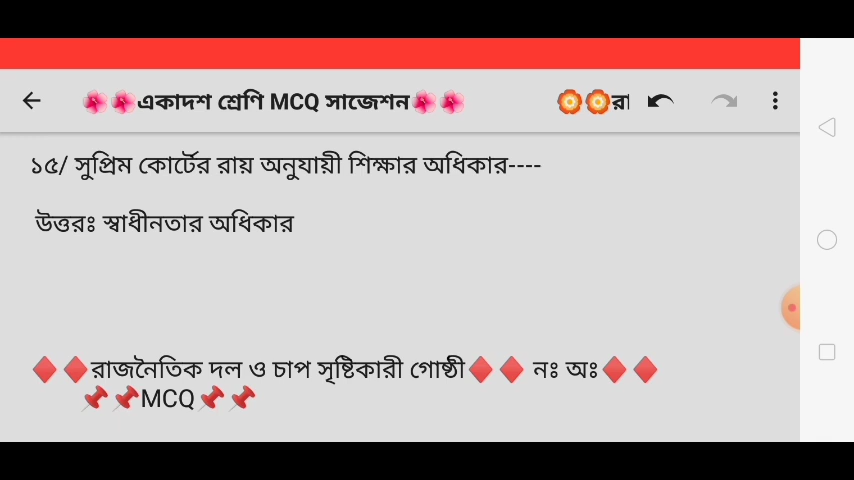 একাদশ শ্রেণি MCQ সাজেশন রা
১৫/ সুপ্রিম কোর্টের রায় অনুযায়ী শিক্ষার অধিকার----
উত্তরঃ স্বাধীনতার অধিকার
রাজনৈতিক দল ও চাপ সৃষ্টিকারী গোষ্ঠী নঃ অঃ
MCQ